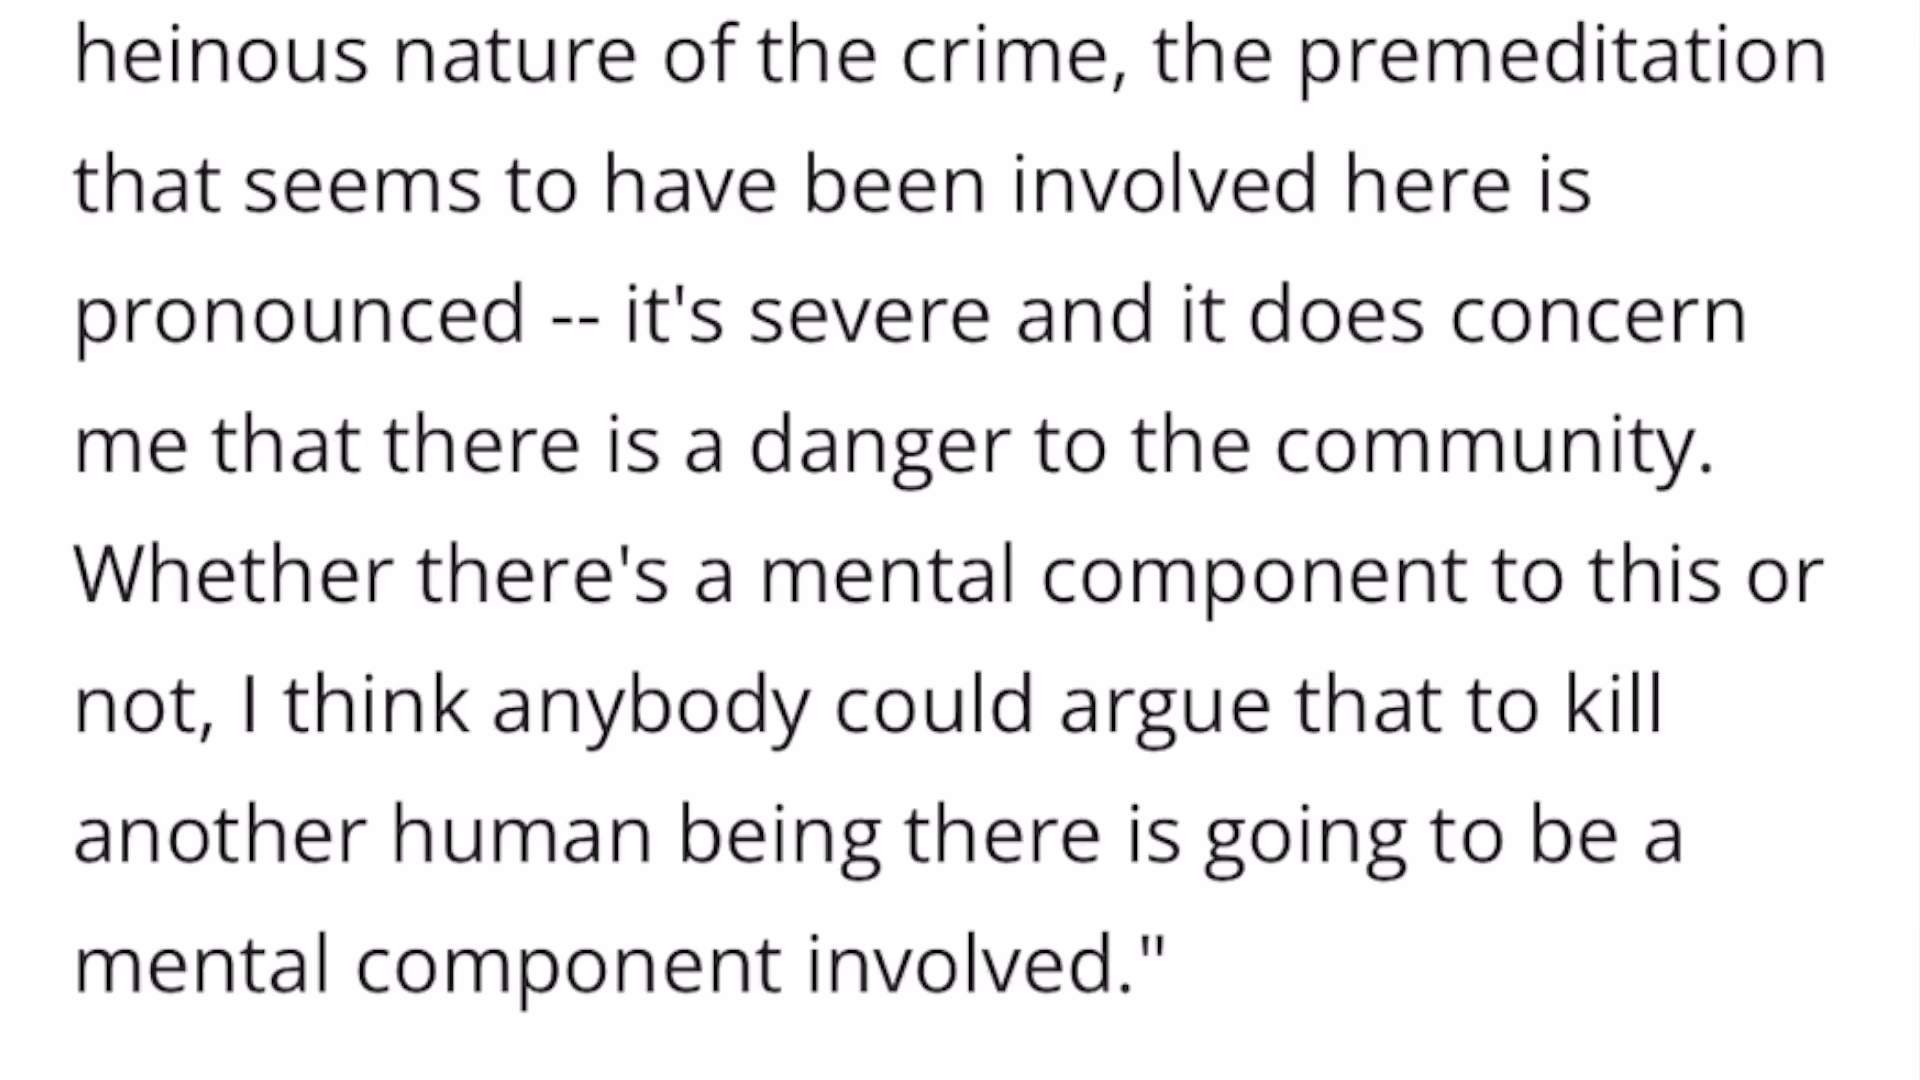 heinous nature of the crime, the premeditation
that seems to have been involved here is
pronounced -- it's severe and it does concern
me that there is a danger to the community.
Whether there's a mental component to this or
not, I think anybody could argue that to kill
another human being there is going to be a
mental component involved."